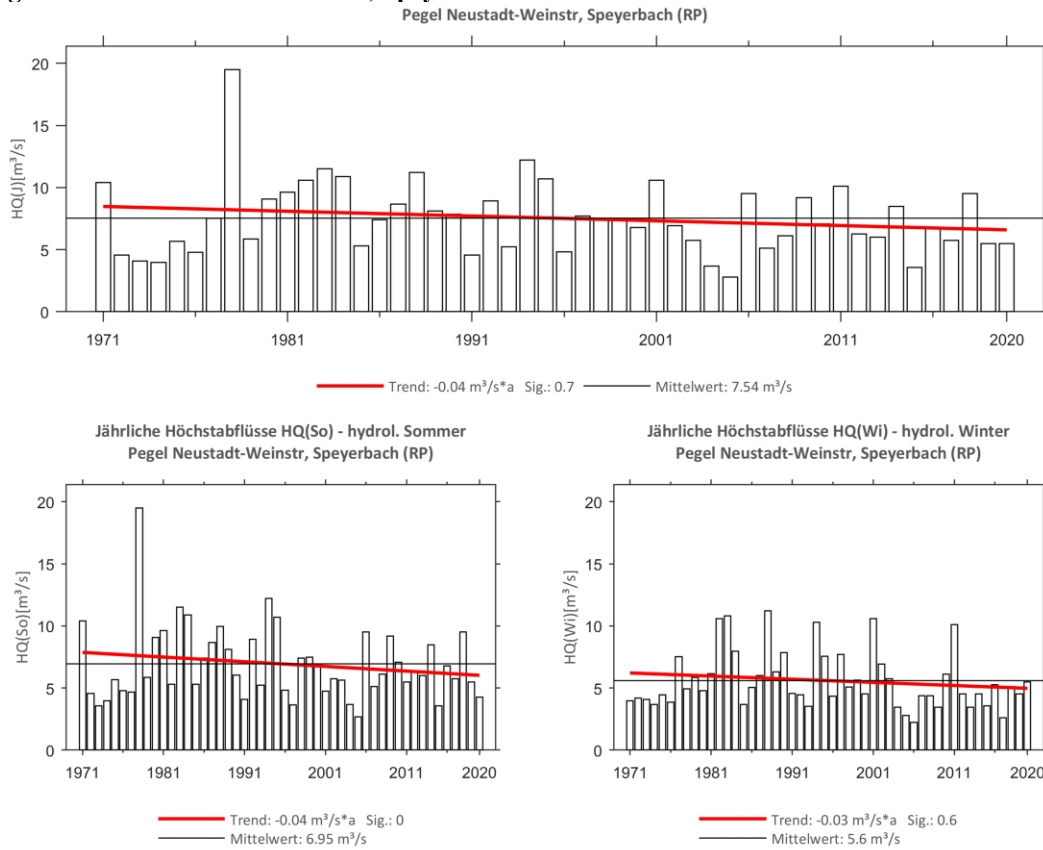 Pegel Neustadt-Weinstr, Speyerbach (RP)
20
15
10
5
0
HQ(J)[m³/s]
1971 1981 1991 2001 2011 2020
Trend: -0.04 m³/s*a Sig.: 0.7 Mittelwert: 7.54 m³/s
Jährliche Höchstabflüsse HQ(So) - hydrol. Sommer
Pegel Neustadt-Weinstr, Speyerbach (RP)
20
15
10
5
0
HQ(So)[m³/s]
1971 1981 1991 2001 2011 2020
Trend: -0.04 m³/s*a Sig.: 0
Mittelwert: 6.95 m³/s
Jährliche Höchstabflüsse HQ(Wi) - hydrol. Winter
Pegel Neustadt-Weinstr, Speyerbach (RP)
20
15
10
5
0
HQ(Wi)[m³/s]
1971 1981 1991 2001 2011 2020
Trend: -0.03 m³/s*a Sig.: 0.6
Mittelwert: 5.6 m³/s